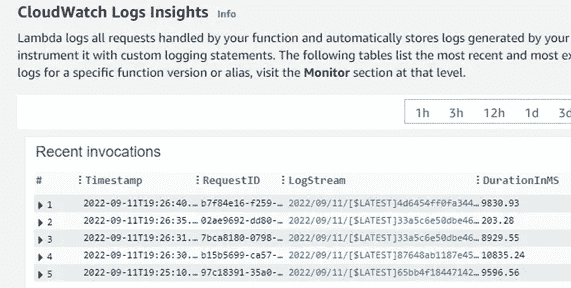 CloudWatch Logs Insights Info
Lambda logs all requests handled by your function and automatically stores logs generated by your
instrument it with custom logging statements. The following tables list the most recent and most ex
logs for a specific function version or alias, visit the Monitor section at that level.
1h 3h 12h 1d 3d
Recent invocations
# Timestamp RequestID LogStream DurationInMS
1 2022-09-11T19:26:40... b7f84e16-f259-... 2022/09/11/[$LATEST]4d6454ff0fa344... 9830.93
2 2022-09-11T19:26:35... 02ae9692-dd80-... 2022/09/11/[$LATEST]33a5c6e50dbe46... 203.28
3 2022-09-11T19:26:31... 7bca8180-0798-... 2022/09/11/[$LATEST]33a5c6e50dbe46... 8929.55
4 2022-09-11T19:26:30... b15b5699-ca57-... 2022/09/11/[$LATEST]87648ab1187e45... 10835.24
5 2022-09-11T19:25:10... 97c18391-35a0-... 2022/09/11/[$LATEST]65bb4f18447142... 9596.56